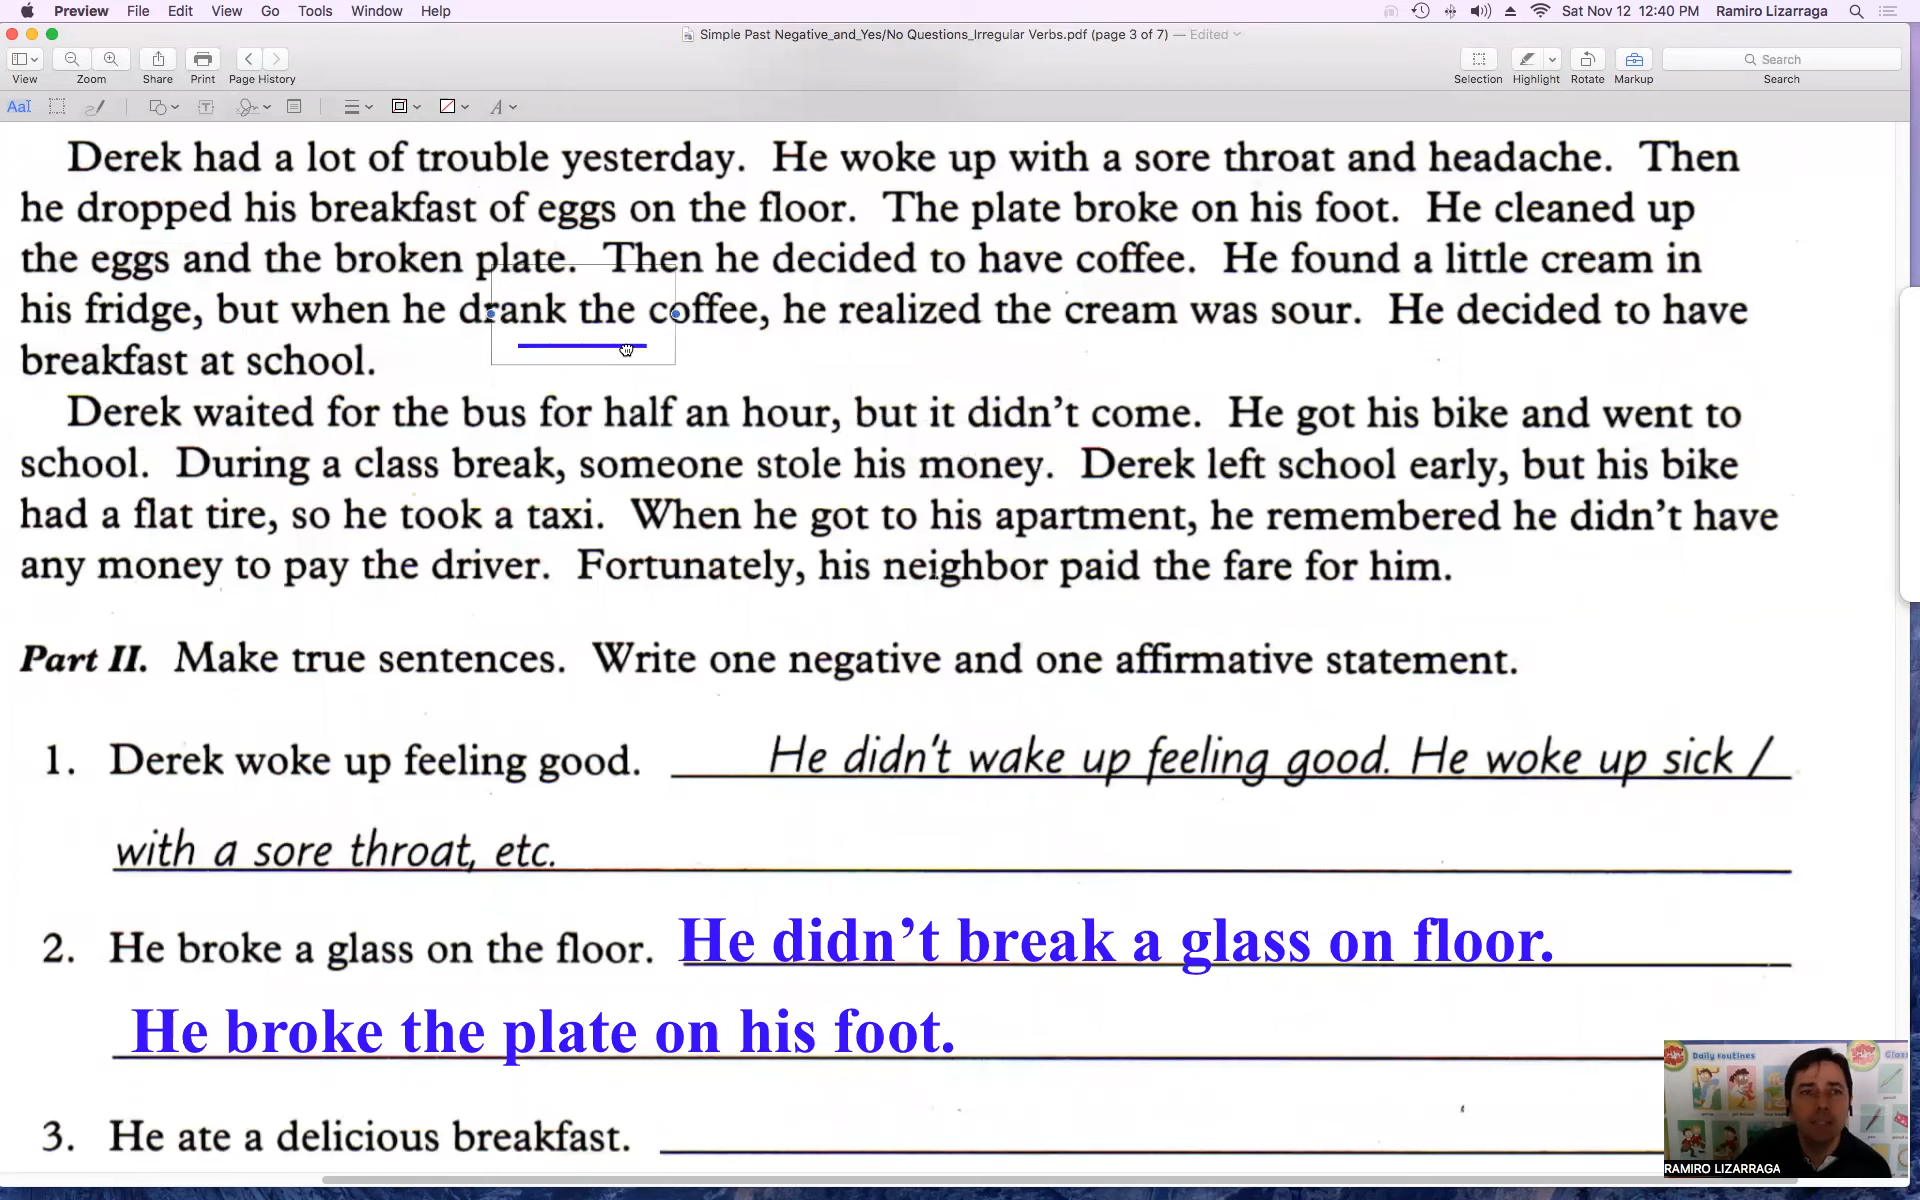 Preview File Edit View Go Tools Window Help
Sat Nov 12 12:40 PM Ramiro Lizarraga
Simple Past Negative_and_Yes/No Questions_Irregular Verbs.pdf (page 3 of 7) — Edited
Search
View Zoom Share Print Page History Selection Highlight Rotate Markup Search
AaI T A
Derek had a lot of trouble yesterday. He woke up with a sore throat and headache. Then
he dropped his breakfast of eggs on the floor. The plate broke on his foot. He cleaned up
the eggs and the broken plate. Then he decided to have coffee. He found a little cream in
his fridge, but when he drank the coffee, he realized the cream was sour. He decided to have
breakfast at school.
Derek waited for the bus for half an hour, but it didn't come. He got his bike and went to
school. During a class break, someone stole his money. Derek left school early, but his bike
had a flat tire, so he took a taxi. When he got to his apartment, he remembered he didn't have
any money to pay the driver. Fortunately, his neighbor paid the fare for him.
Part II. Make true sentences. Write one negative and one affirmative statement.
1. Derek woke up feeling good. He didn't wake up feeling good. He woke up sick /
with a sore throat, etc.
2. He broke a glass on the floor. He didn't break a glass on floor.
He broke the plate on his foot.
3. He ate a delicious breakfast.
Daily routines
RAMIRO LIZARRAGA